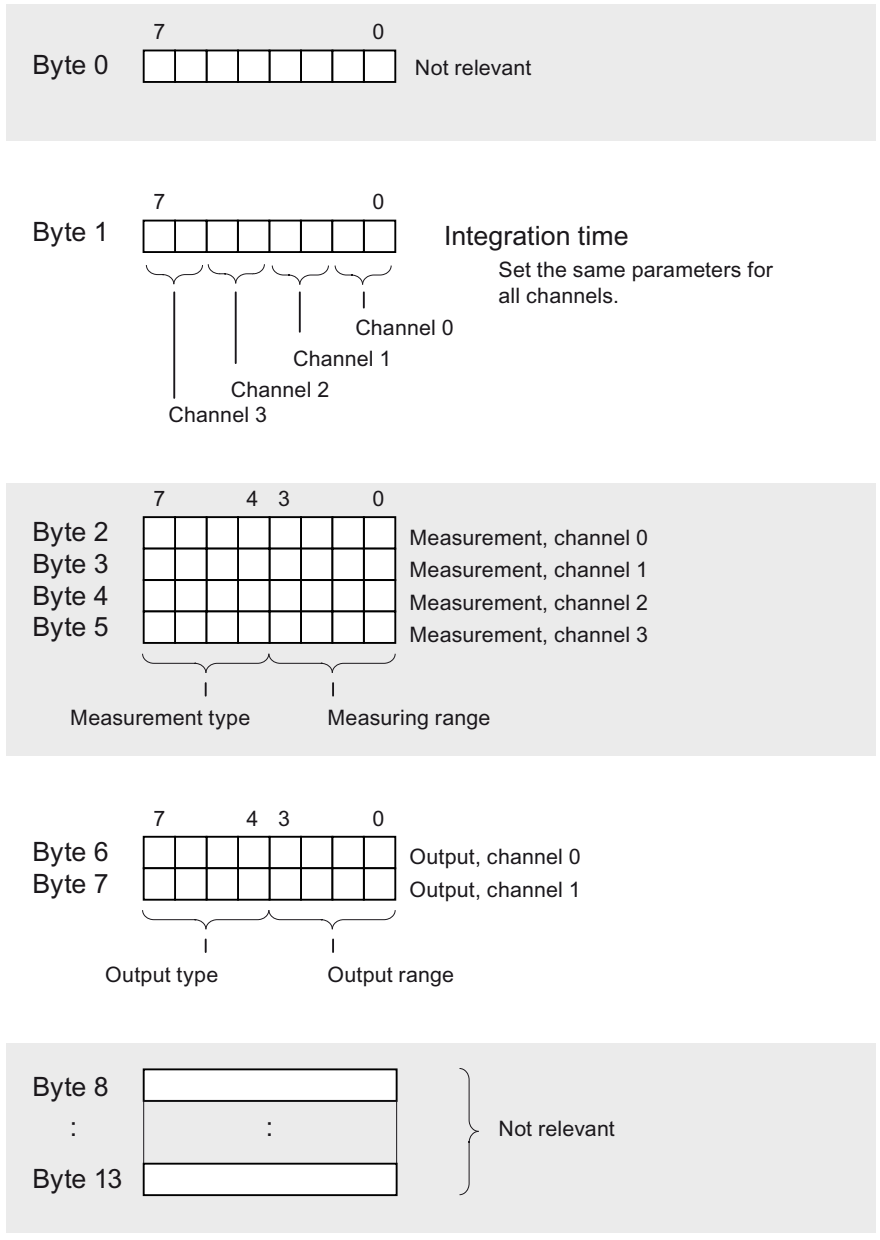 7 0
Byte 0 Not relevant
7 0
Byte 1 Integration time
Set the same parameters for
all channels.
Channel 0
Channel 1
Channel 2
Channel 3
7 4 3 0
Byte 2 Measurement, channel 0
Byte 3 Measurement, channel 1
Byte 4 Measurement, channel 2
Byte 5 Measurement, channel 3
Measurement type Measuring range
7 4 3 0
Byte 6 Output, channel 0
Byte 7 Output, channel 1
Output type Output range
Byte 8
: : Not relevant
Byte 13